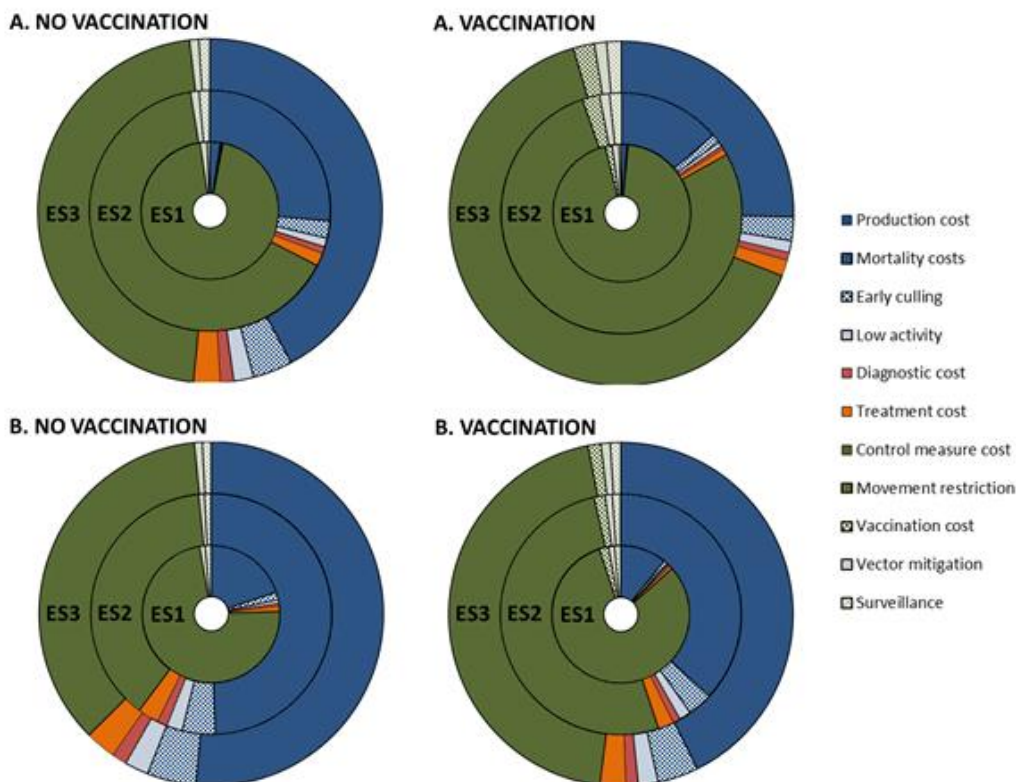 A. NO VACCINATION
A. VACCINATION
ES3 ES2 ES1
ES3 ES2 ES1
B. NO VACCINATION
B. VACCINATION
ES3 ES2 ES1
ES3 ES2 ES1
Production cost
Mortality costs
Early culling
Low activity
Diagnostic cost
Treatment cost
Control measure cost
Movement restriction
Vaccination cost
Vector mitigation
Surveillance